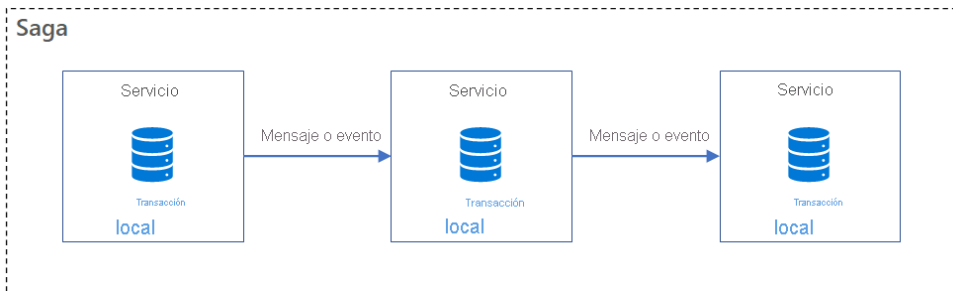 Saga
Servicio
Servicio
Servicio
Mensaje o evento
Mensaje o evento
Transacción
local
Transacción
local
Transacción
local